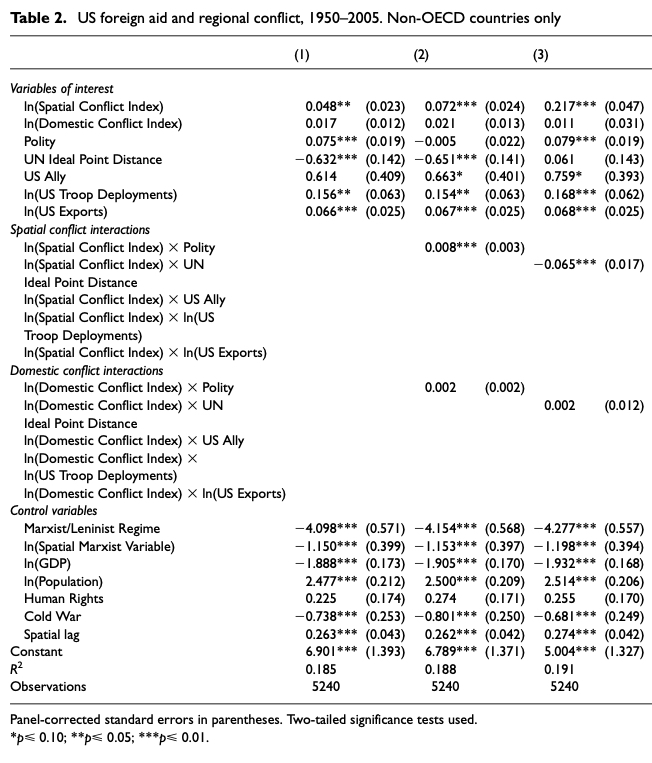 Table 2. US foreign aid and regional conflict, 1950–2005. Non-OECD countries only
(1) (2) (3)
Variables of interest
ln(Spatial Conflict Index) 0.048** (0.023) 0.072*** (0.024) 0.217*** (0.047)
ln(Domestic Conflict Index) 0.017 (0.012) 0.021 (0.013) 0.011 (0.031)
Polity 0.075*** (0.019) −0.005 (0.022) 0.079*** (0.019)
UN Ideal Point Distance −0.632*** (0.142) −0.651*** (0.141) 0.061 (0.143)
US Ally 0.614 (0.409) 0.663* (0.401) 0.759* (0.393)
ln(US Troop Deployments) 0.156** (0.063) 0.154** (0.063) 0.168*** (0.062)
ln(US Exports) 0.066*** (0.025) 0.067*** (0.025) 0.068*** (0.025)
Spatial conflict interactions
ln(Spatial Conflict Index) × Polity 0.008*** (0.003)
ln(Spatial Conflict Index) × UN −0.065*** (0.017)
Ideal Point Distance
ln(Spatial Conflict Index) × US Ally
ln(Spatial Conflict Index) × ln(US
Troop Deployments)
ln(Spatial Conflict Index) × ln(US Exports)
Domestic conflict interactions
ln(Domestic Conflict Index) × Polity 0.002 (0.002)
ln(Domestic Conflict Index) × UN 0.002 (0.012)
Ideal Point Distance
ln(Domestic Conflict Index) × US Ally
ln(Domestic Conflict Index) ×
ln(US Troop Deployments)
ln(Domestic Conflict Index) × ln(US Exports)
Control variables
Marxist/Leninist Regime −4.098*** (0.571) −4.154*** (0.568) −4.277*** (0.557)
ln(Spatial Marxist Variable) −1.150*** (0.399) −1.153*** (0.397) −1.198*** (0.394)
ln(GDP) −1.888*** (0.173) −1.905*** (0.170) −1.932*** (0.168)
ln(Population) 2.477*** (0.212) 2.500*** (0.209) 2.514*** (0.206)
Human Rights 0.225 (0.174) 0.274 (0.171) 0.255 (0.170)
Cold War −0.738*** (0.253) −0.801*** (0.250) −0.681*** (0.249)
Spatial lag 0.263*** (0.043) 0.262*** (0.042) 0.274*** (0.042)
Constant 6.901*** (1.393) 6.789*** (1.371) 5.004*** (1.327)
R² 0.185 0.188 0.191
Observations 5240 5240 5240
Panel-corrected standard errors in parentheses. Two-tailed significance tests used.
*p⩽ 0.10; **p⩽ 0.05; ***p⩽ 0.01.